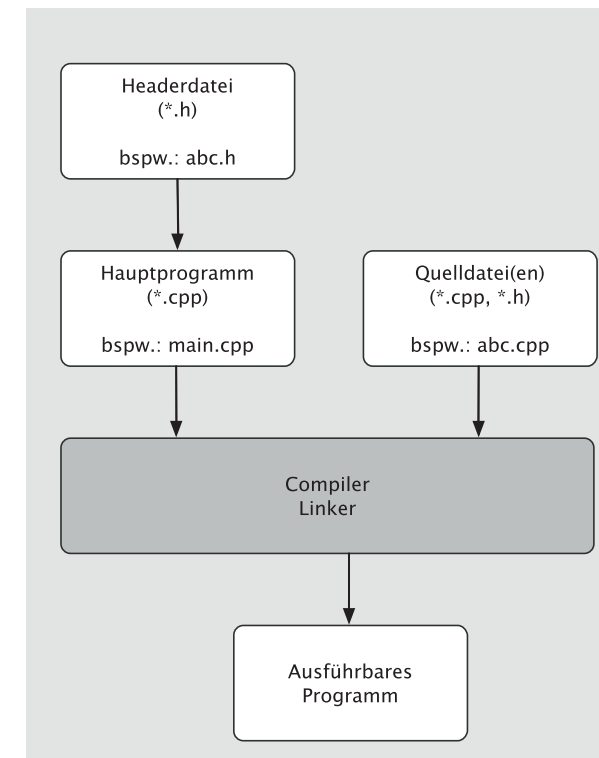 Headerdatei
(*.h)
bspw.: abc.h
Hauptprogramm
(*.cpp)
bspw.: main.cpp
Quelldatei(en)
(*.cpp, *.h)
bspw.: abc.cpp
Compiler
Linker
Ausführbares
Programm